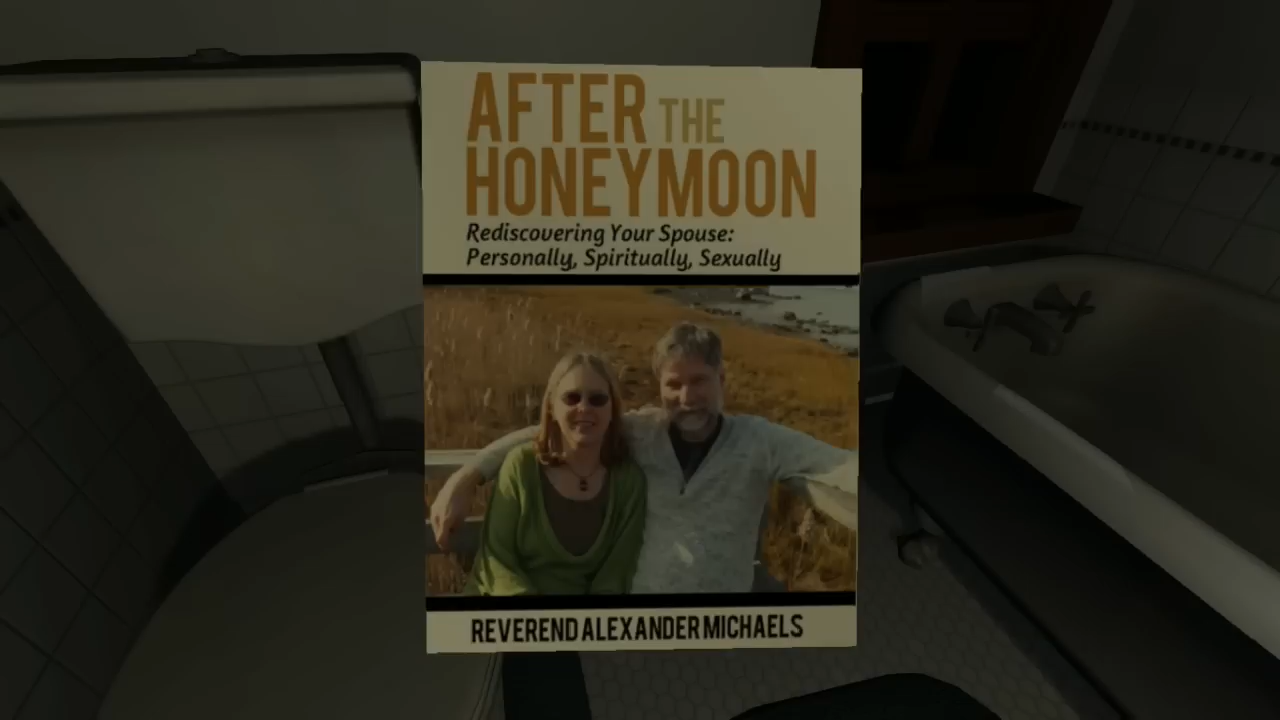 AFTER THE
HONEYMOON
Rediscovering Your Spouse:
Personally, Spiritually, Sexually
REVEREND ALEXANDER MICHAELS